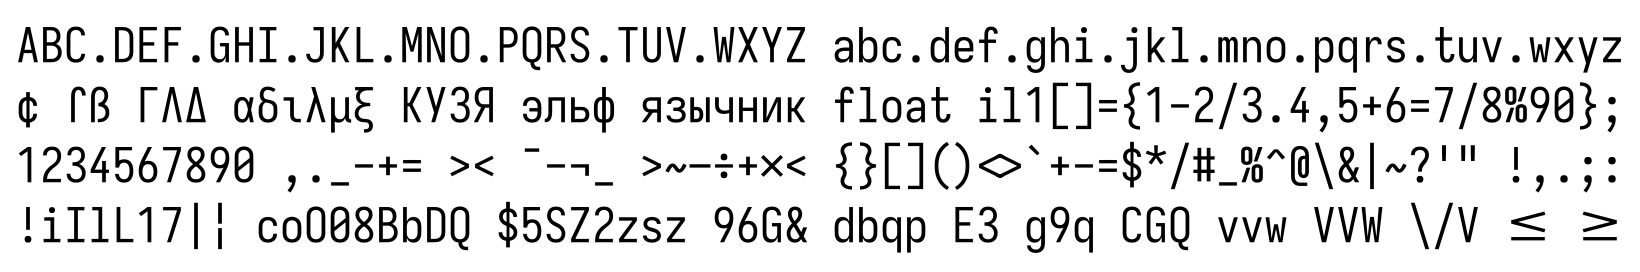 ABC.DEF.GHI.JKL.MNO.PQRS.TUV.WXYZ abc.def.ghi.jkl.mno.pqrs.tuv.wxyz
¢ ſß ΓΛΔ αδιλμξ КУЗЯ эльф язычник float il1[]={1-2/3.4,5+6=7/8%90};
1234567890 ,._-+= >< ¯-¬_ >~–÷+×< {}[]()<>`+-=$*/#_%^@\&|~?'" !,.;:
!iIlL17|¦ coO08BbDQ $5SZ2zsz 96G& dbqp E3 g9q CGQ vvw VVW \/V ≤ ≥